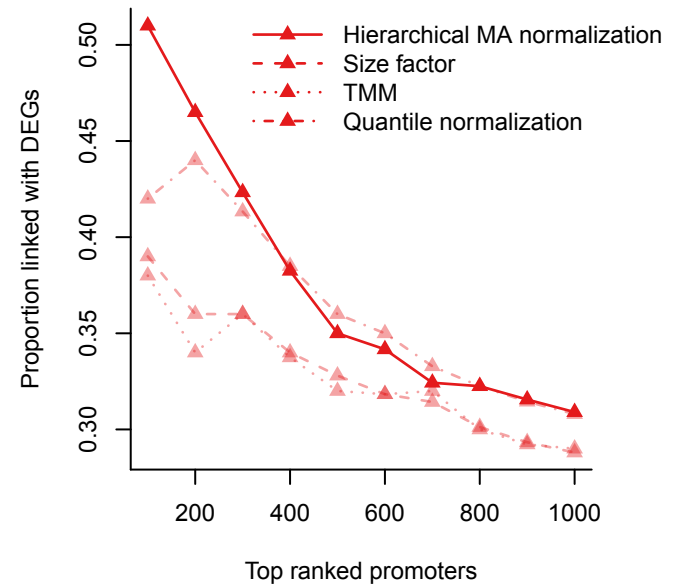 Hierarchical MA normalization
Size factor
TMM
Quantile normalization
Proportion linked with DEGs
0.50
0.45
0.40
0.35
0.30
200 400 600 800 1000
Top ranked promoters